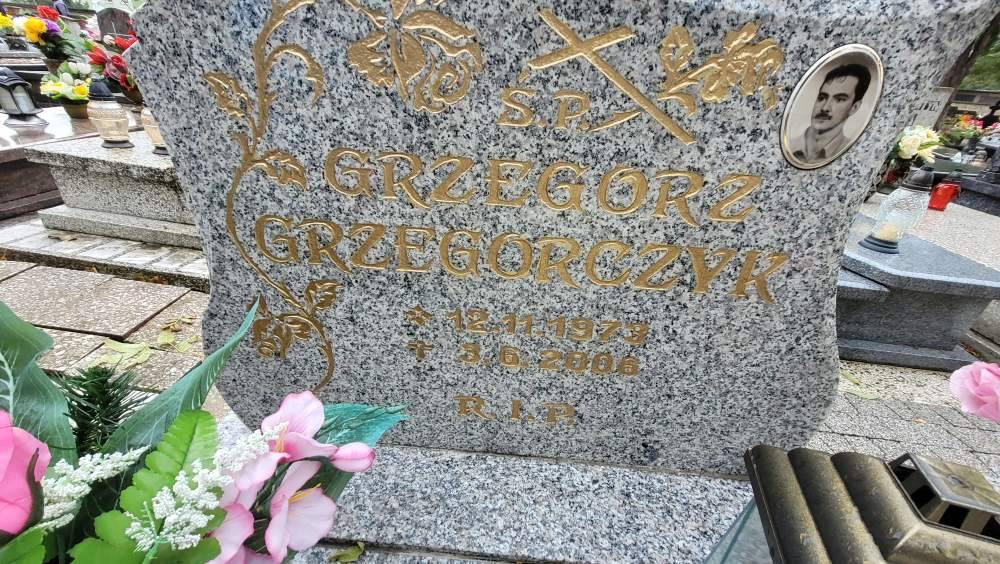 Ś.P.
GRZEGORZ
GRZEGORCZYK
* 12.11.1973
✝ 3.6.2006
R.I.P.